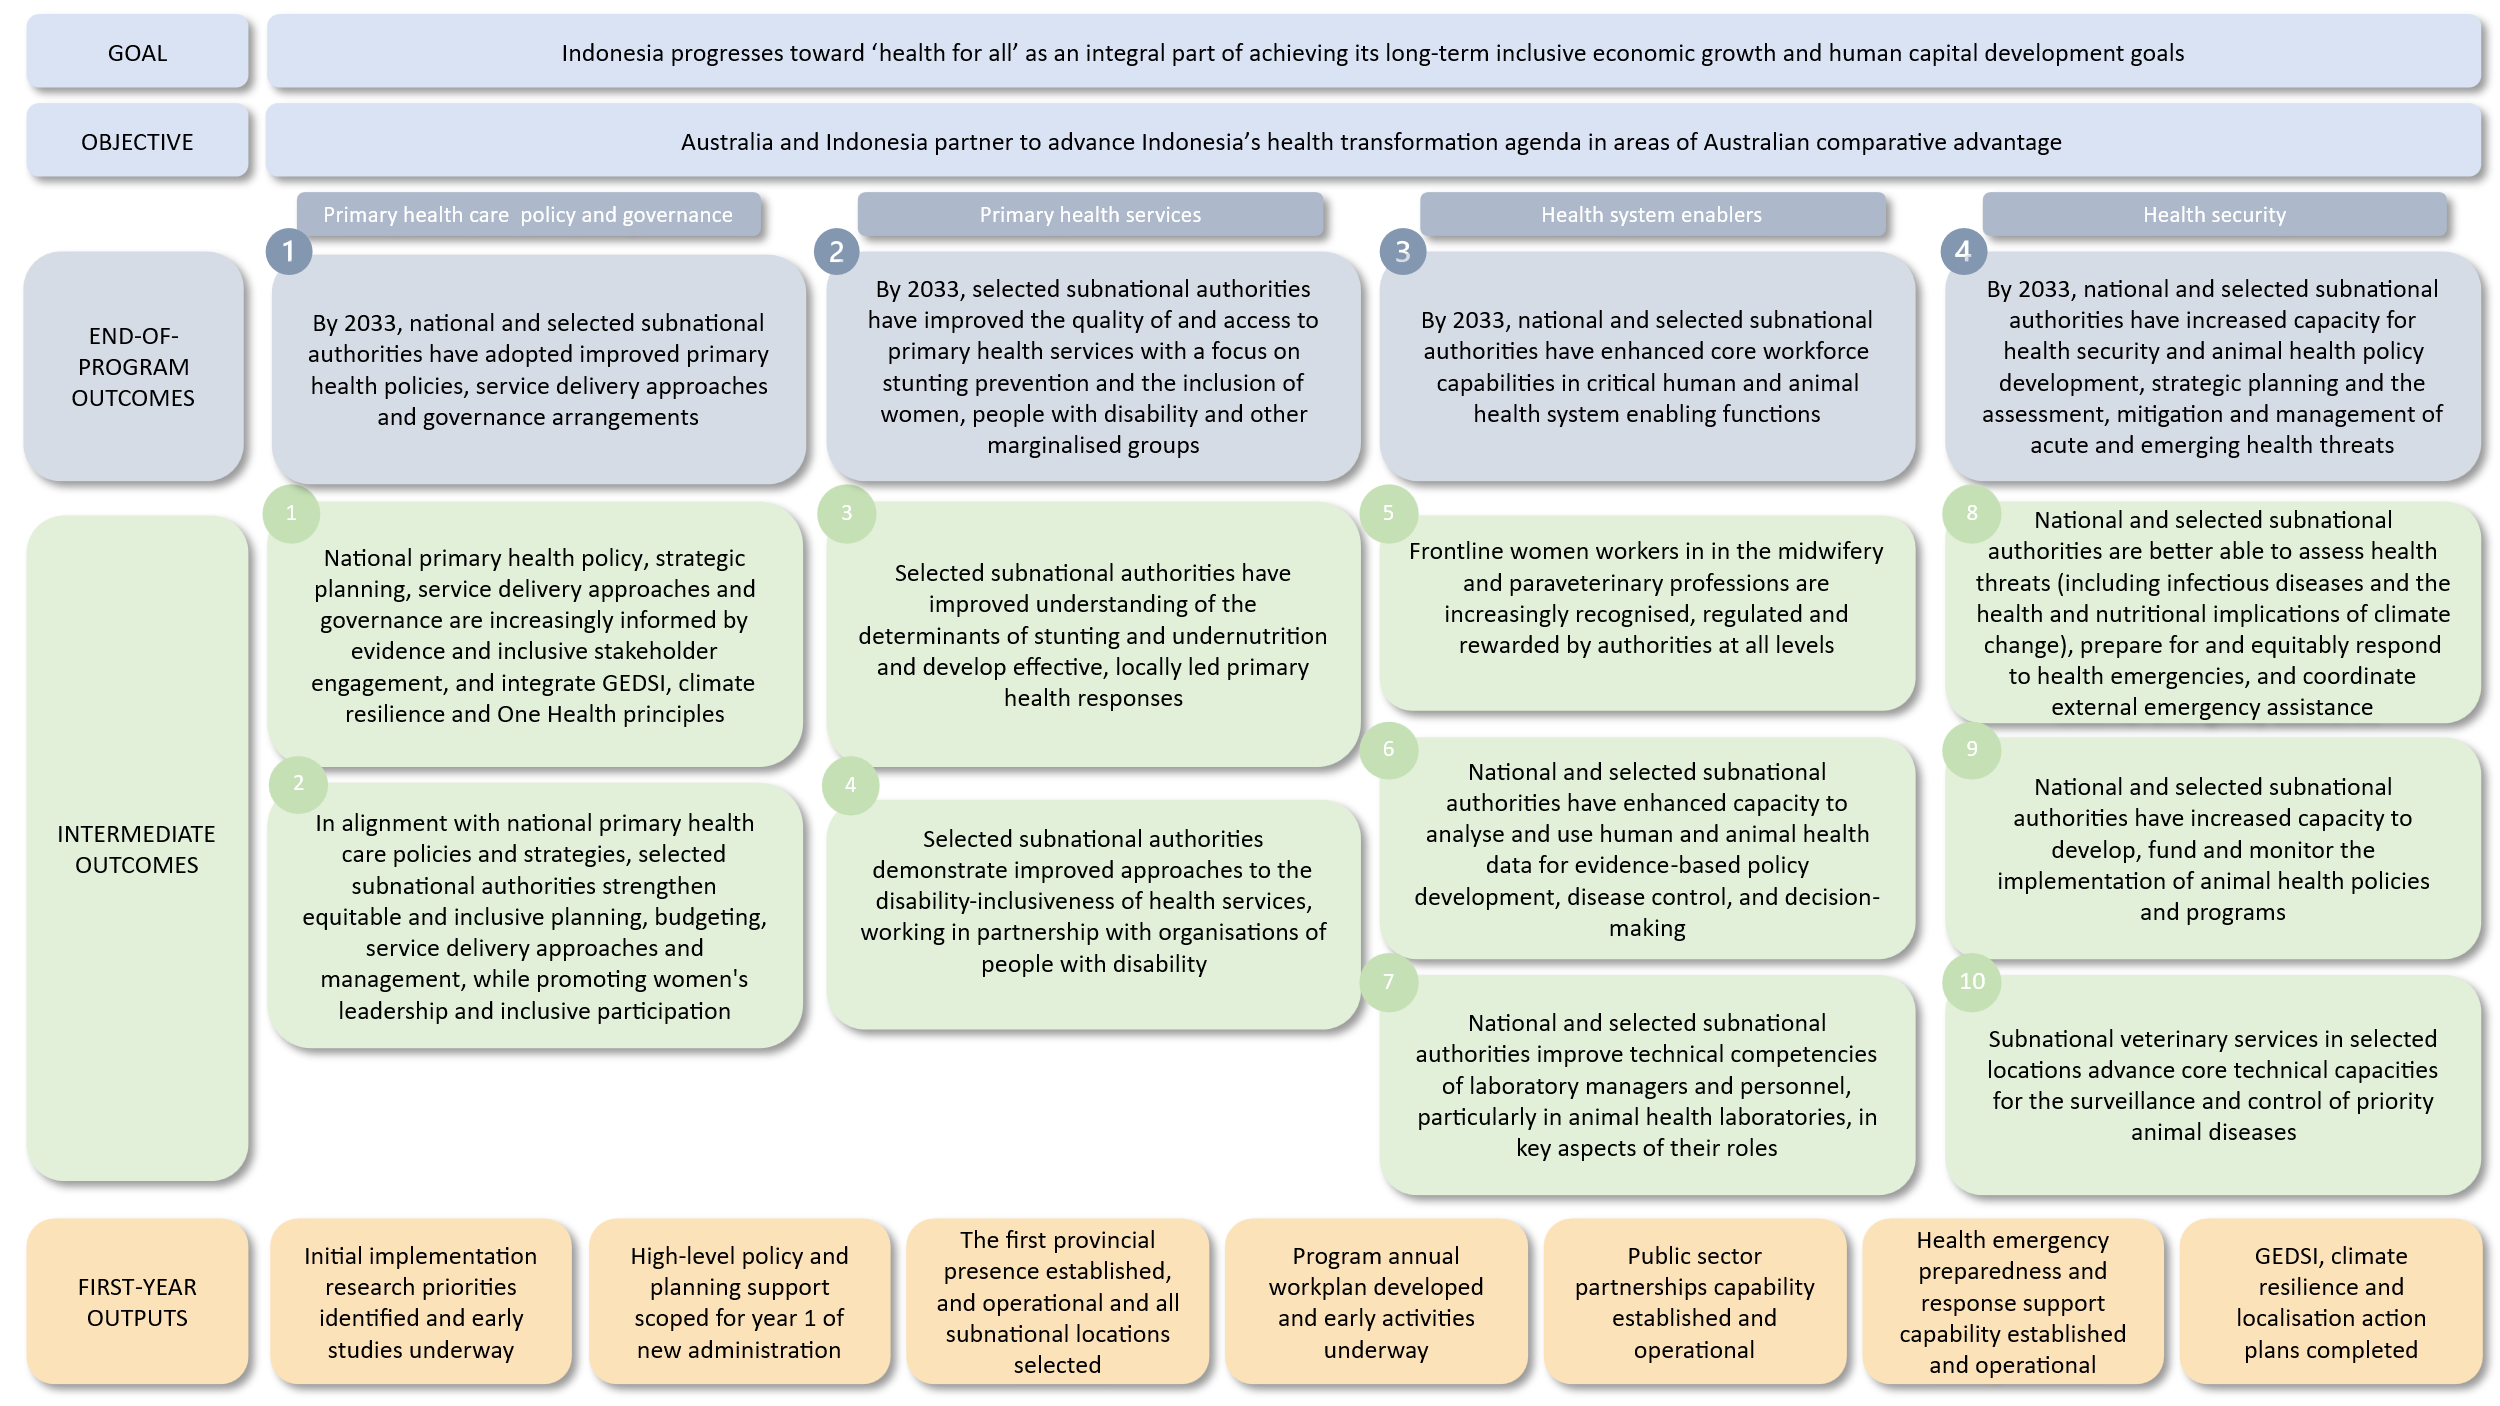 GOAL
Indonesia progresses toward ‘health for all’ as an integral part of achieving its long-term inclusive economic growth and human capital development goals
OBJECTIVE
Australia and Indonesia partner to advance Indonesia’s health transformation agenda in areas of Australian comparative advantage
Primary health care  policy and governance
Primary health services
Health system enablers
Health security
END-OF-
PROGRAM
OUTCOMES
1
By 2033, national and selected subnational
authorities have adopted improved primary
health policies, service delivery approaches
and governance arrangements
2
By 2033, selected subnational authorities
have improved the quality of and access to
primary health services with a focus on
stunting prevention and the inclusion of
women, people with disability and other
marginalised groups
3
By 2033, national and selected subnational
authorities have enhanced core workforce
capabilities in critical human and animal
health system enabling functions
4
By 2033, national and selected subnational
authorities have increased capacity for
health security and animal health policy
development, strategic planning and the
assessment, mitigation and management of
acute and emerging health threats
INTERMEDIATE
OUTCOMES
1
National primary health policy, strategic
planning, service delivery approaches and
governance are increasingly informed by
evidence and inclusive stakeholder
engagement, and integrate GEDSI, climate
resilience and One Health principles
2
In alignment with national primary health
care policies and strategies, selected
subnational authorities strengthen
equitable and inclusive planning, budgeting,
service delivery approaches and
management, while promoting women's
leadership and inclusive participation
3
Selected subnational authorities have
improved understanding of the
determinants of stunting and undernutrition
and develop effective, locally led primary
health responses
4
Selected subnational authorities
demonstrate improved approaches to the
disability-inclusiveness of health services,
working in partnership with organisations of
people with disability
5
Frontline women workers in in the midwifery
and paraveterinary professions are
increasingly recognised, regulated and
rewarded by authorities at all levels
6
National and selected subnational
authorities have enhanced capacity to
analyse and use human and animal health
data for evidence-based policy
development, disease control, and decision-
making
7
National and selected subnational
authorities improve technical competencies
of laboratory managers and personnel,
particularly in animal health laboratories, in
key aspects of their roles
8
National and selected subnational
authorities are better able to assess health
threats (including infectious diseases and the
health and nutritional implications of climate
change), prepare for and equitably respond
to health emergencies, and coordinate
external emergency assistance
9
National and selected subnational
authorities have increased capacity to
develop, fund and monitor the
implementation of animal health policies
and programs
10
Subnational veterinary services in selected
locations advance core technical capacities
for the surveillance and control of priority
animal diseases
FIRST-YEAR
OUTPUTS
Initial implementation
research priorities
identified and early
studies underway
High-level policy and
planning support
scoped for year 1 of
new administration
The first provincial
presence established,
and operational and all
subnational locations
selected
Program annual
workplan developed
and early activities
underway
Public sector
partnerships capability
established and
operational
Health emergency
preparedness and
response support
capability established
and operational
GEDSI, climate
resilience and
localisation action
plans completed